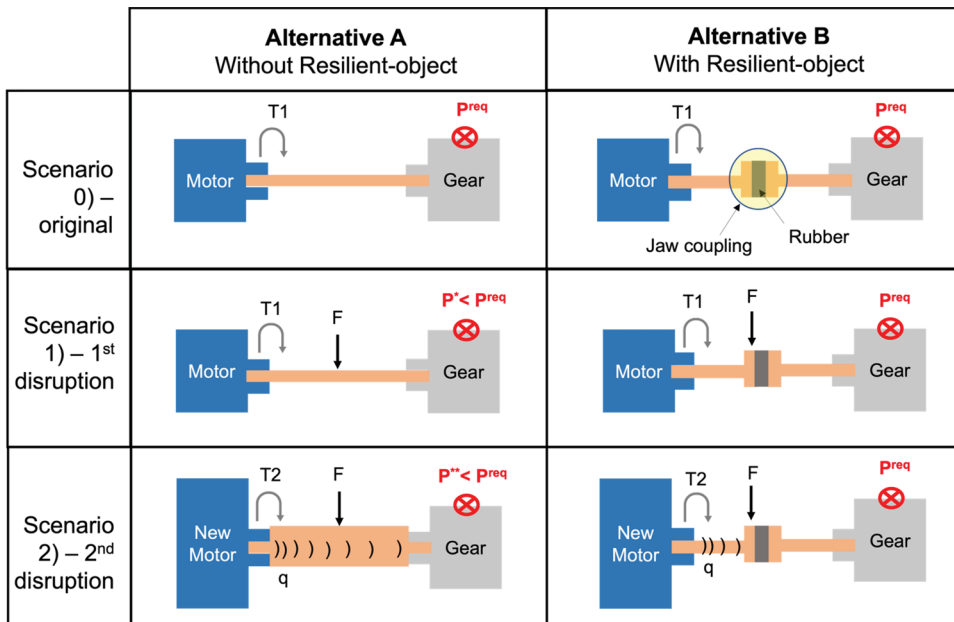 Alternative A
Without Resilient-object
Alternative B
With Resilient-object
Scenario
0) –
original
T1
Preq
Motor
Gear
T1
Preq
Motor
Gear
Jaw coupling
Rubber
Scenario
1) – 1st
disruption
T1
F
P*< Preq
Motor
Gear
T1
F
Preq
Motor
Gear
Scenario
2) – 2nd
disruption
T2
F
P**< Preq
New
Motor
Gear
q
T2
F
Preq
New
Motor
Gear
q